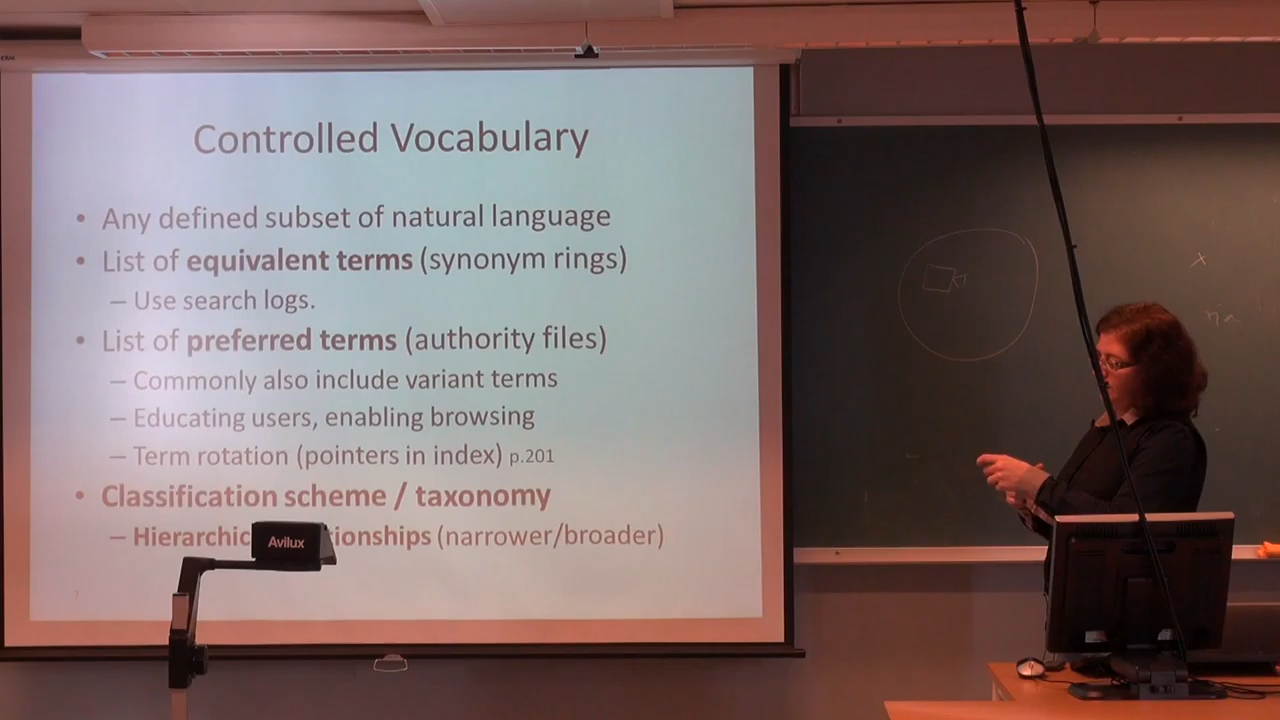 Controlled Vocabulary
• Any defined subset of natural language
• List of equivalent terms (synonym rings)
– Use search logs.
• List of preferred terms (authority files)
– Commonly also include variant terms
– Educating users, enabling browsing
– Term rotation (pointers in index) p.201
• Classification scheme / taxonomy
– Hierarchic ionships (narrower/broader)
Avilux
7